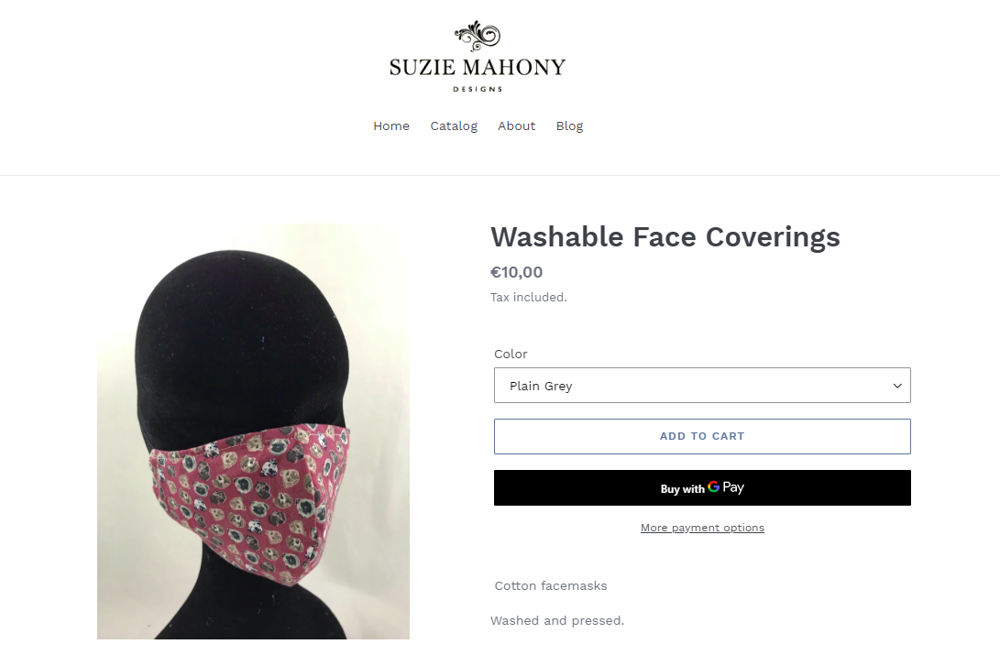 SUZIE MAHONY
DESIGNS
Home Catalog About Blog
Washable Face Coverings
€10,00
Tax included.
Color
Plain Grey
ADD TO CART
Buy with G Pay
More payment options
Cotton facemasks
Washed and pressed.